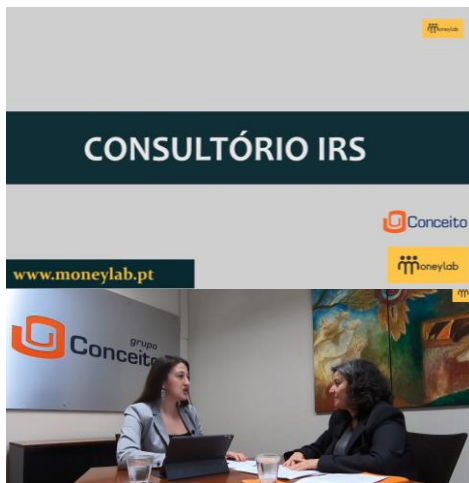 moneylab
CONSULTÓRIO IRS
Conceito
moneylab
www.moneylab.pt
grupo
Conceito